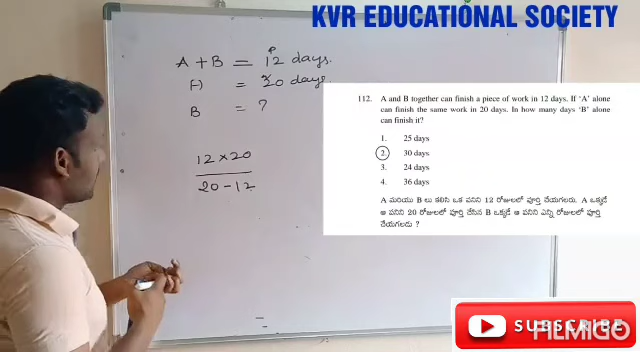 KVR EDUCATIONAL SOCIETY
A + B = 12 days.
A = 20 days
B = ?
12 × 20
20 - 12
112. A and B together can finish a piece of work in 12 days. If 'A' alone
can finish the same work in 20 days. In how many days 'B' alone
can finish it?
1. 25 days
2. 30 days
3. 24 days
4. 36 days
A మరియు B లు కలిసి ఒక పనిని 12 రోజులలో పూర్తి చేయగలరు. A ఒక్కడే
ఆ పనిని 20 రోజులలో పూర్తి చేసిన B ఒక్కడే ఆ పనిని ఎన్ని రోజులలో పూర్తి
చేయగలడు ?
SUBSCRIBE
FILMIGO